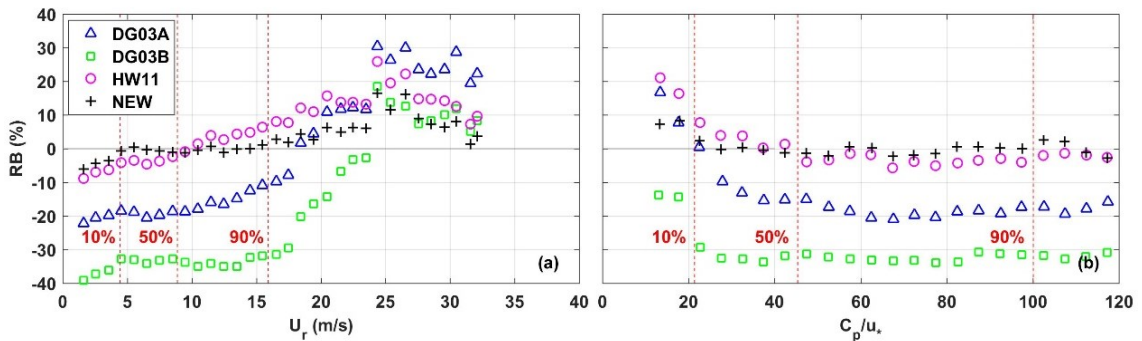 40
30
20
10
0
-10
-20
-30
-40
RB (%)
DG03A
DG03B
HW11
NEW
10%
50%
90%
(a)
0 5 10 15 20 25 30 35 40
U_r (m/s)
10%
50%
90%
(b)
0 20 40 60 80 100 120
C_p/u_*